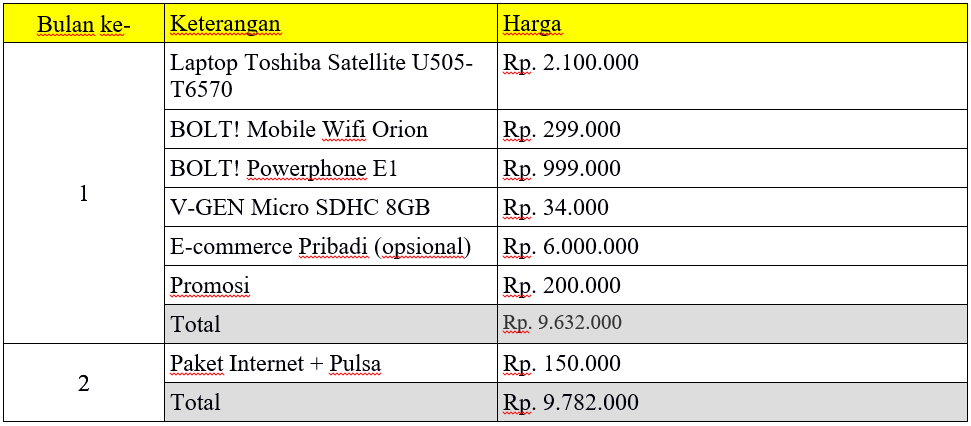 Bulan ke- Keterangan Harga
1
Laptop Toshiba Satellite U505- Rp. 2.100.000
T6570
BOLT! Mobile Wifi Orion Rp. 299.000
BOLT! Powerphone E1 Rp. 999.000
V-GEN Micro SDHC 8GB Rp. 34.000
E-commerce Pribadi (opsional) Rp. 6.000.000
Promosi Rp. 200.000
Total Rp. 9.632.000
2
Paket Internet + Pulsa Rp. 150.000
Total Rp. 9.782.000